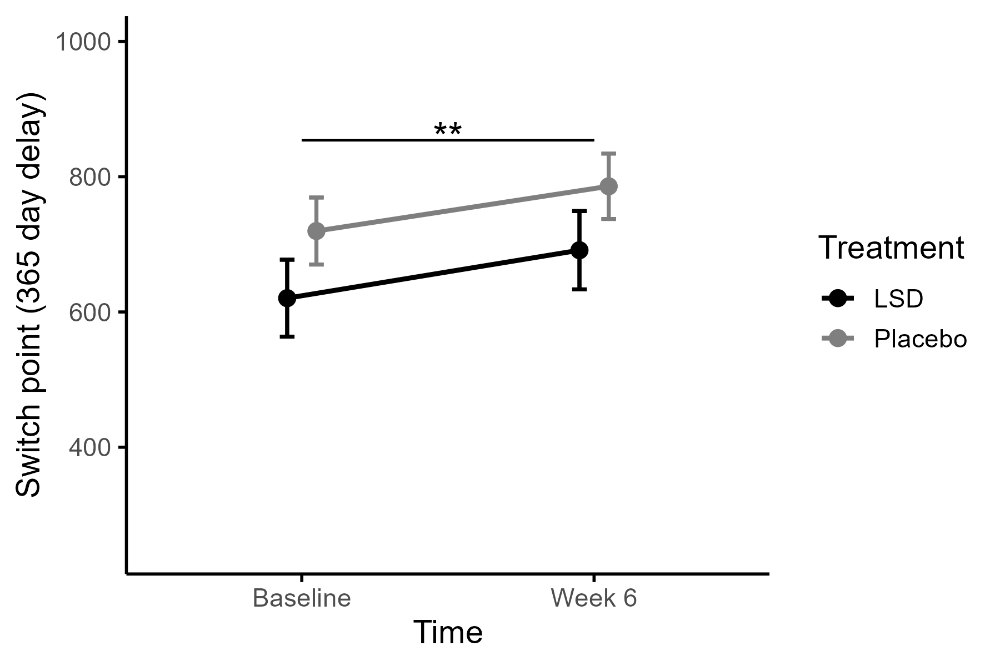 Switch point (365 day delay)
1000
800
600
400
**
Baseline
Week 6
Time
Treatment
LSD
Placebo